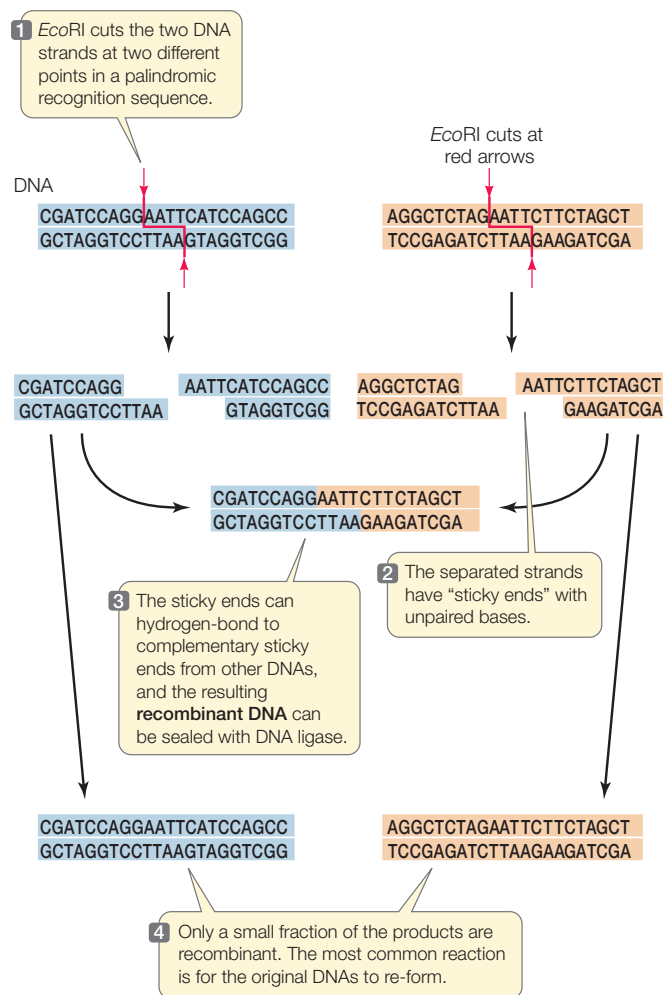 1 EcoRI cuts the two DNA
strands at two different
points in a palindromic
recognition sequence.
EcoRI cuts at
red arrows
DNA
CGATCCAGGAATTCATCCAGCC
GCTAGGTCCTTAAGTAGGTCGG
AGGCTCTAGAATTCTTCTAGCT
TCCGAGATCTTAAGAAGATCGA
CGATCCAGG
GCTAGGTCCTTAA
AATTCATCCAGCC
GTAGGTCGG
AGGCTCTAG
TCCGAGATCTTAA
AATTCTTCTAGCT
GAAGATCGA
CGATCCAGGAATTCTTCTAGCT
GCTAGGTCCTTAAGAAGATCGA
2 The separated strands
have “sticky ends” with
unpaired bases.
3 The sticky ends can
hydrogen-bond to
complementary sticky
ends from other DNAs,
and the resulting
recombinant DNA can
be sealed with DNA ligase.
CGATCCAGGAATTCATCCAGCC
GCTAGGTCCTTAAGTAGGTCGG
AGGCTCTAGAATTCTTCTAGCT
TCCGAGATCTTAAGAAGATCGA
4 Only a small fraction of the products are
recombinant. The most common reaction
is for the original DNAs to re-form.